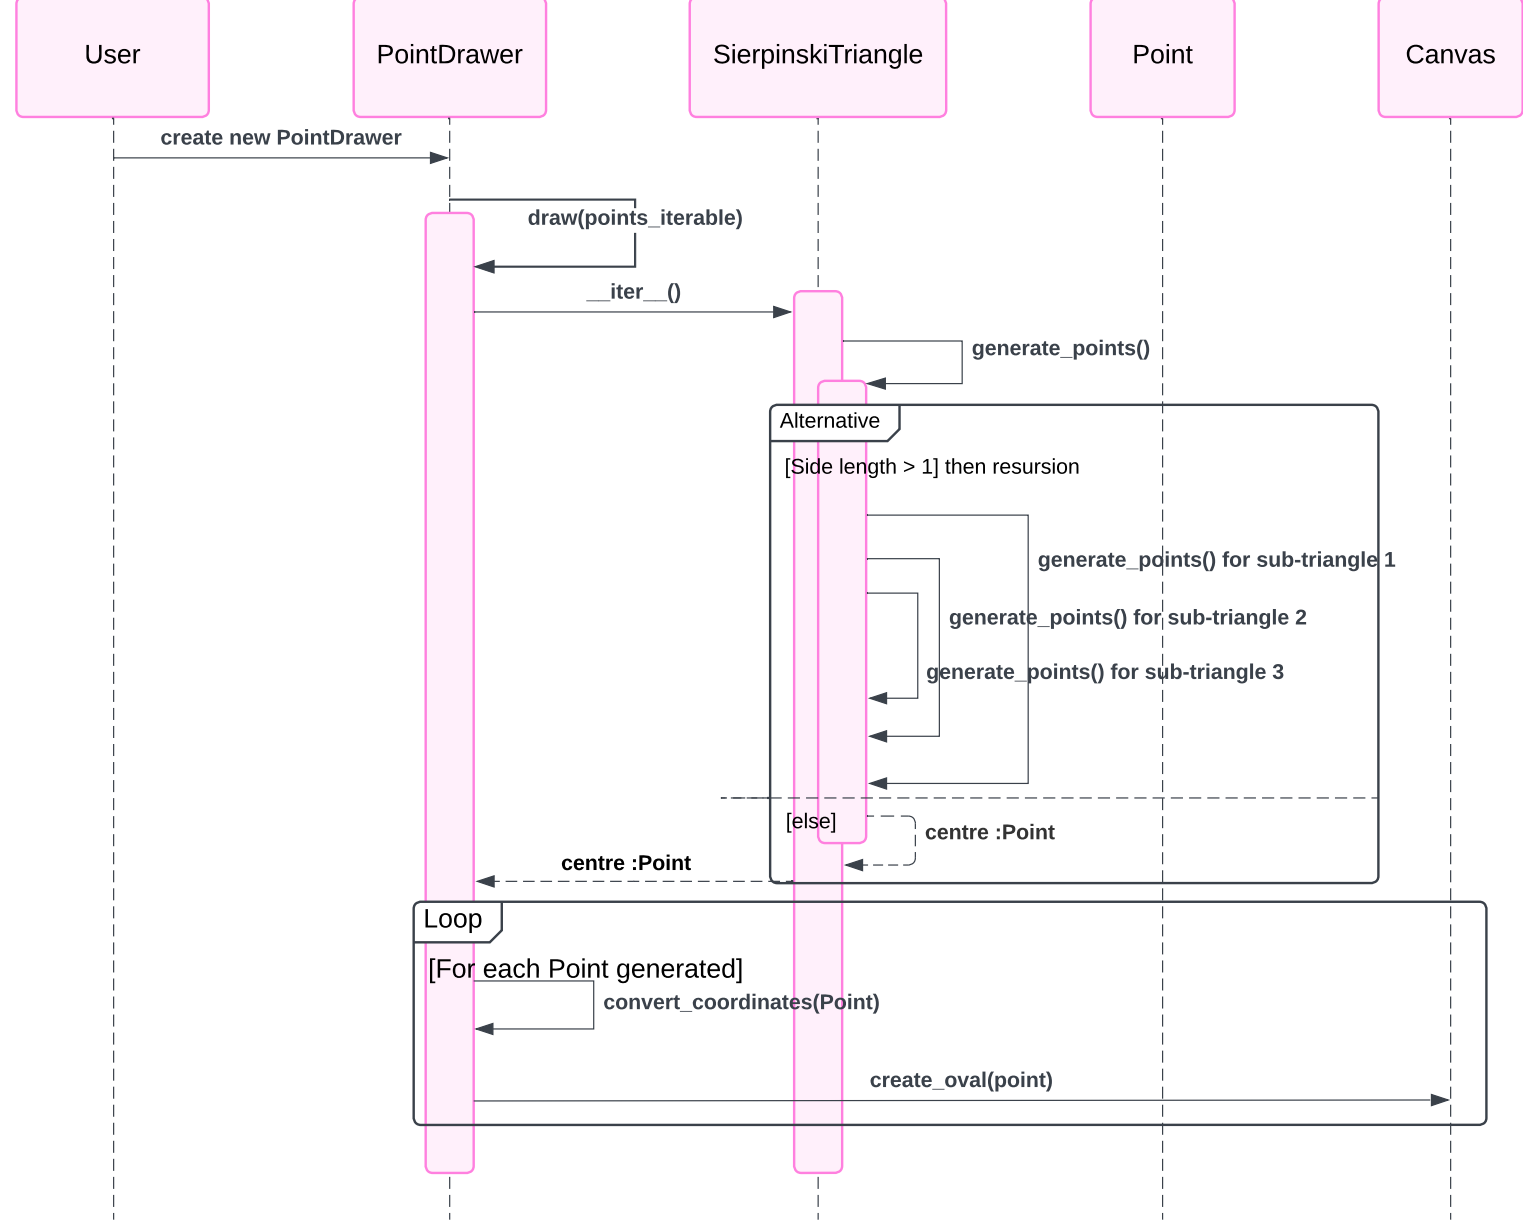 User
PointDrawer
SierpinskiTriangle
Point
Canvas
create new PointDrawer
draw(points_iterable)
__iter__()
generate_points()
Alternative
[Side length > 1] then resursion
generate_points() for sub-triangle 1
generate_points() for sub-triangle 2
generate_points() for sub-triangle 3
[else]
centre :Point
centre :Point
Loop
[For each Point generated]
convert_coordinates(Point)
create_oval(point)